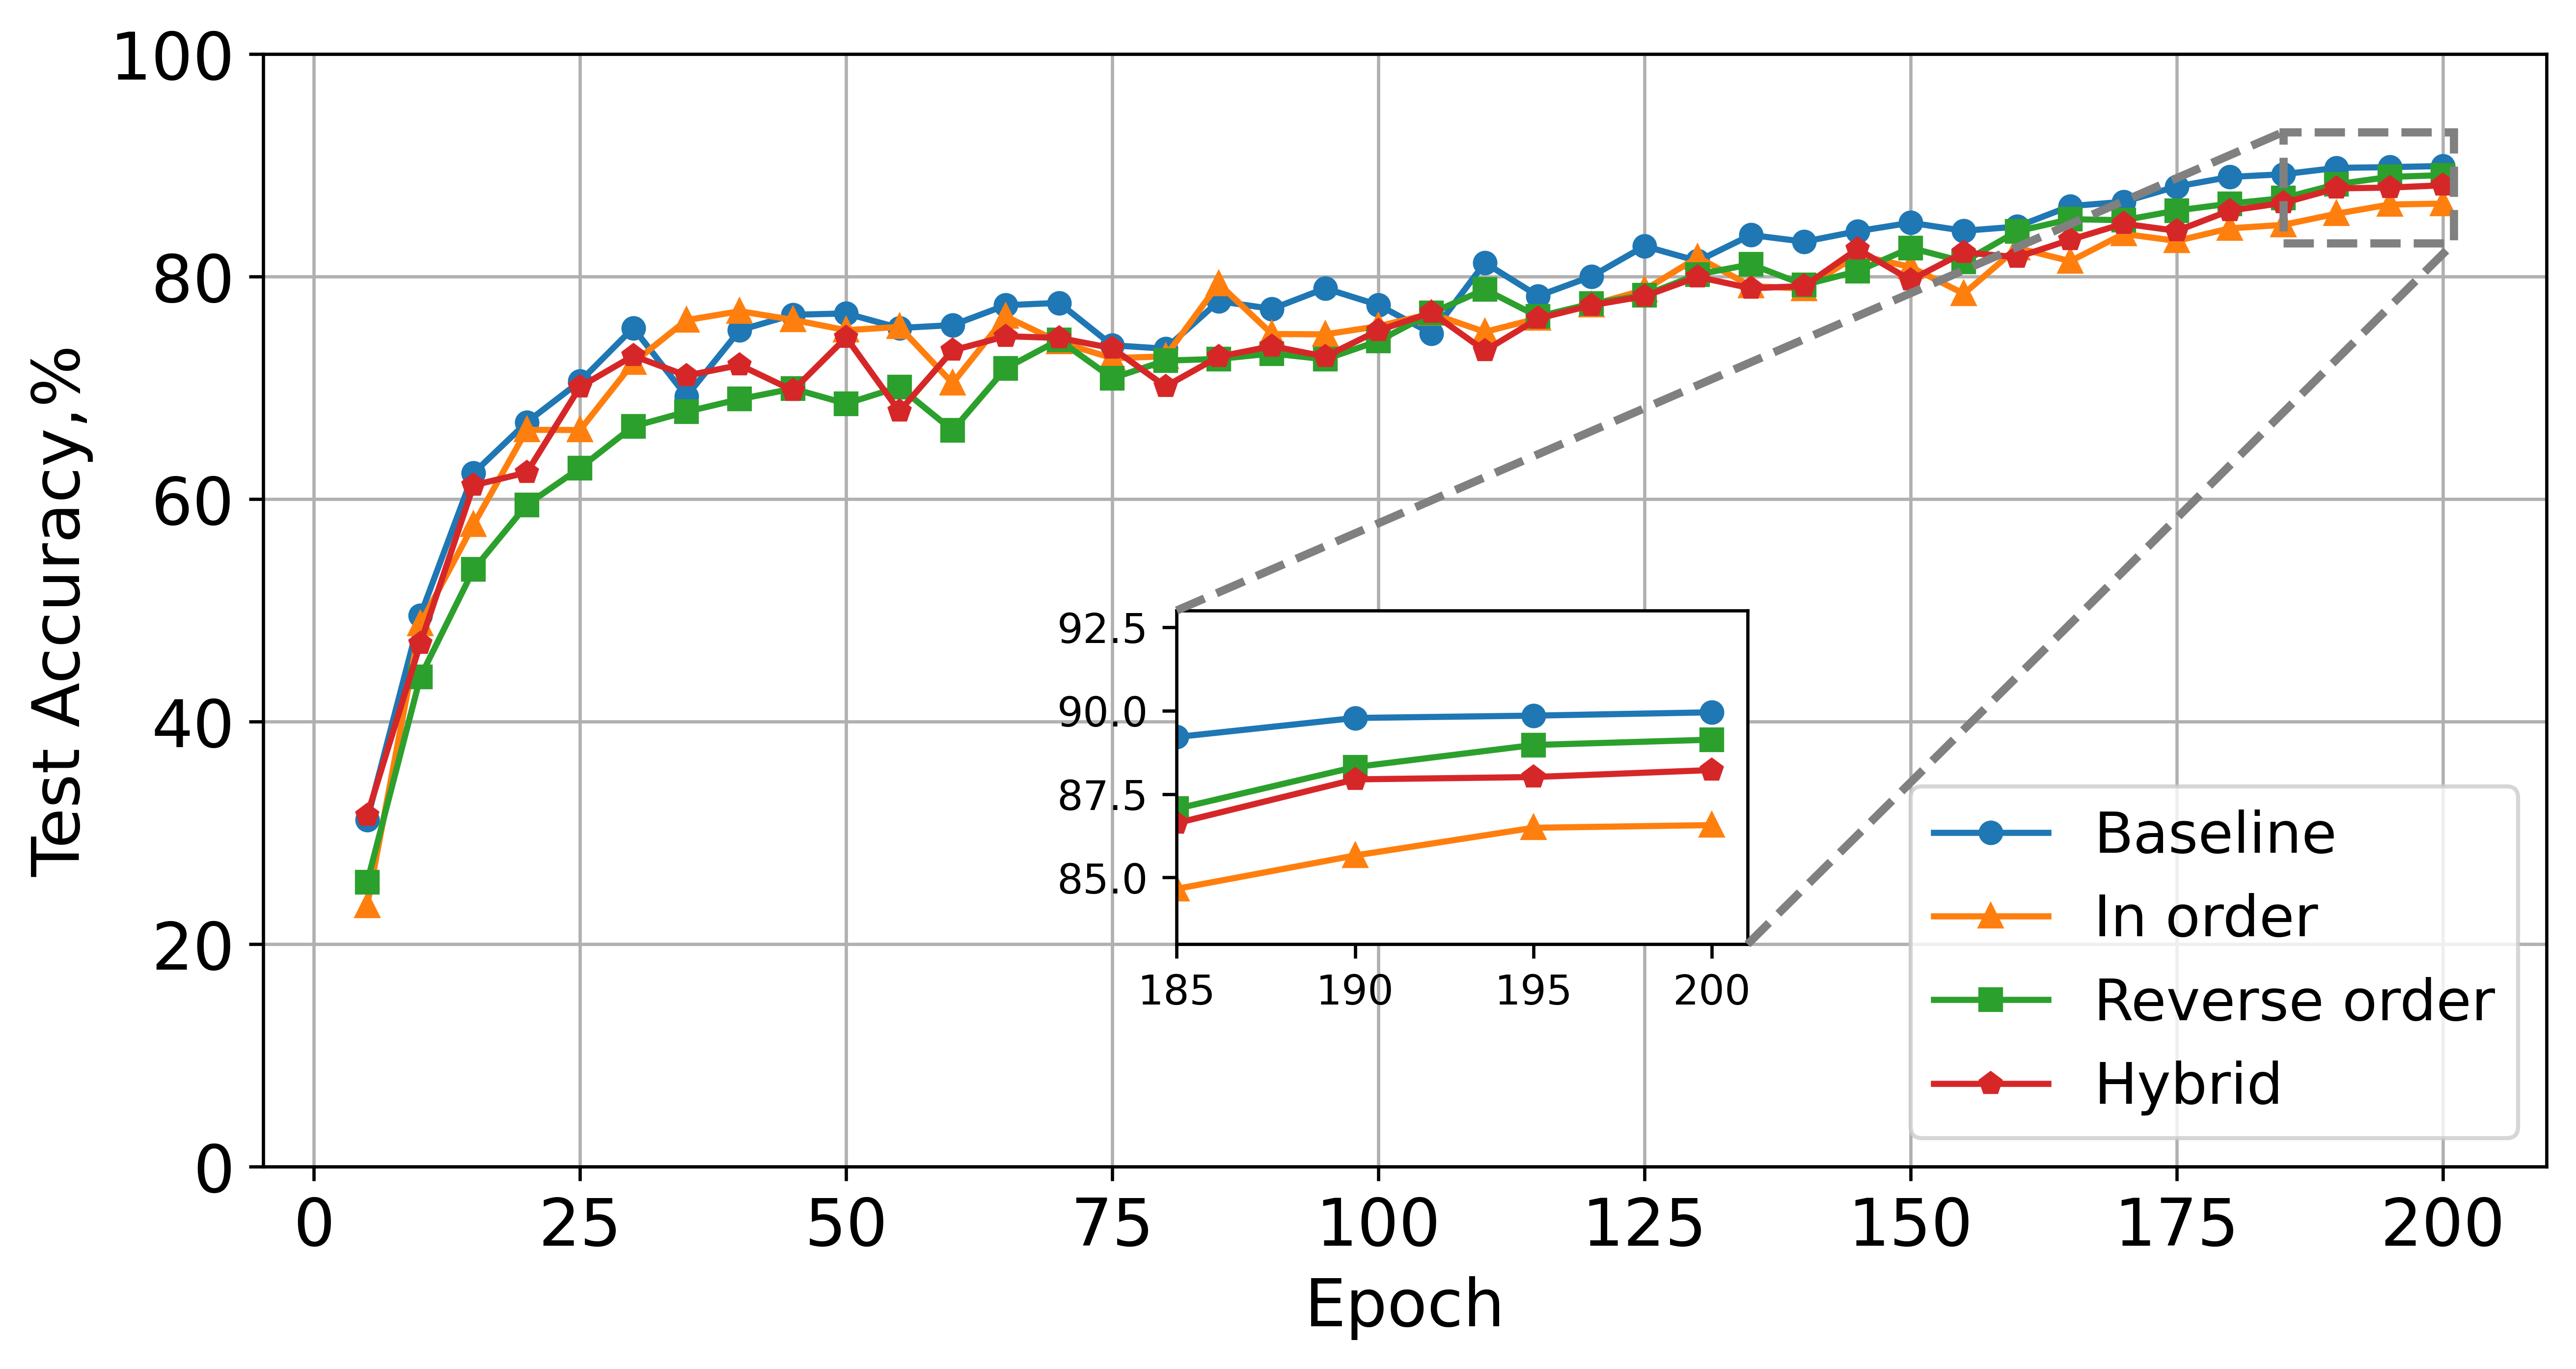 100
80
60
40
20
0
Test Accuracy,%
0 25 50 75 100 125 150 175 200
Epoch
92.5
90.0
87.5
85.0
185 190 195 200
Baseline
In order
Reverse order
Hybrid